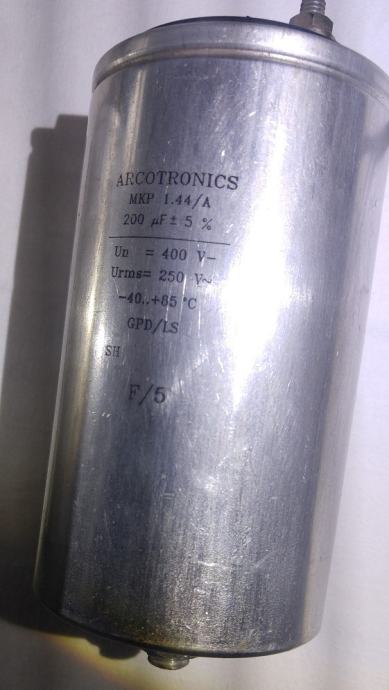 ARCOTRONICS
MKP 1.44/A
200 µF± 5 %
Un = 400 V–
Urms= 250 V~
-40..+85°C
GPD/LS
SH
F/5